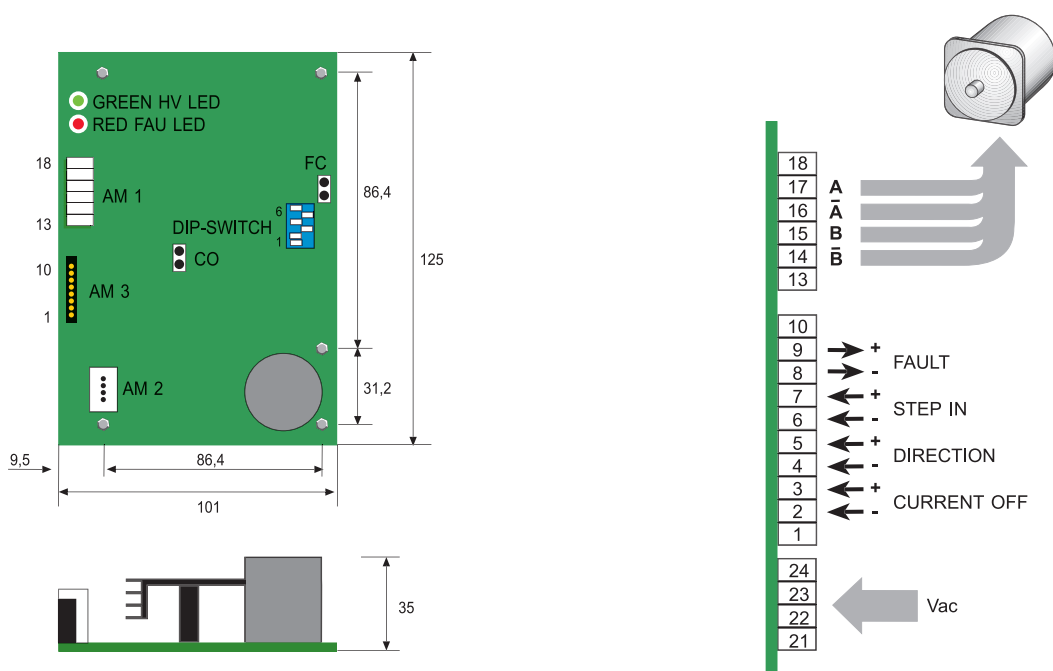 GREEN HV LED
RED FAU LED
18
AM 1
13
FC
6
DIP-SWITCH
1
CO
10
AM 3
1
AM 2
86,4
125
31,2
9,5
86,4
101
35
18
17 A
16 A̅
15 B
14 B̅
13
10
9 +
FAULT
8 -
7 +
STEP IN
6 -
5 +
DIRECTION
4 -
3 +
CURRENT OFF
2 -
1
24
23
Vac
22
21